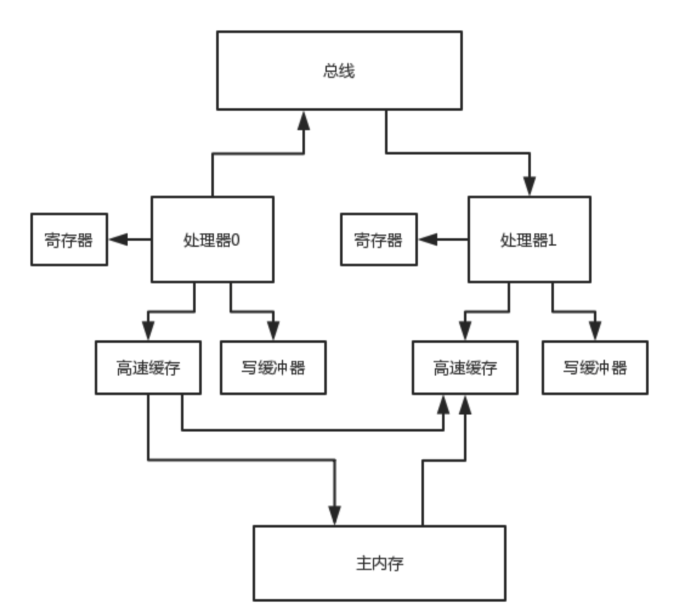 总线
寄存器
处理器0
寄存器
处理器1
高速缓存
写缓冲器
高速缓存
写缓冲器
主内存